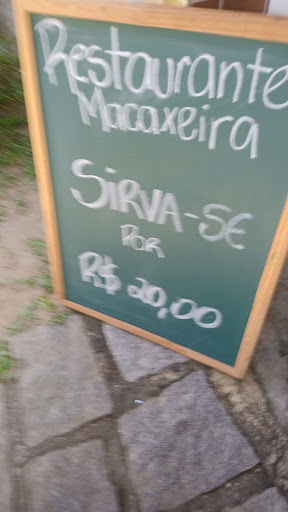 Restaurante
Macaxeira
SiRVA-SE
POR
R$ 20,00